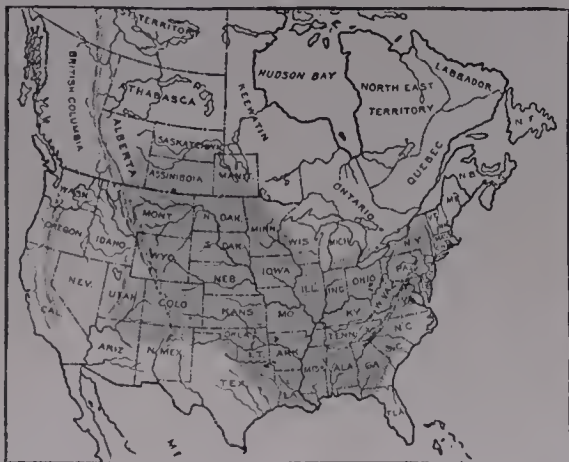 TERRITORY
HUDSON BAY
LABRADOR
NORTH EAST
TERRITORY
ATHABASCA
KEEWATIN
BRITISH COLUMBIA
ALBERTA
SASKATCHEWAN
ASSINIBOIA
MANIT
QUEBEC
ONTARIO
N.F.
N.B.
ME.
WASH.
MONT.
N. DAK.
MINN.
OREGON
IDAHO
WYO.
S. DAK.
WIS.
MICH.
N.Y.
NEB.
IOWA
PA.
NEV.
UTAH
COLO.
KANS.
MO.
ILL.
IND.
OHIO
KY.
VA.
CAL.
ARIZ.
N. MEX.
OKLA.
I.T.
ARK.
TENN.
N.C.
S.C.
TEX.
LA.
MISS.
ALA.
GA.
FLA.